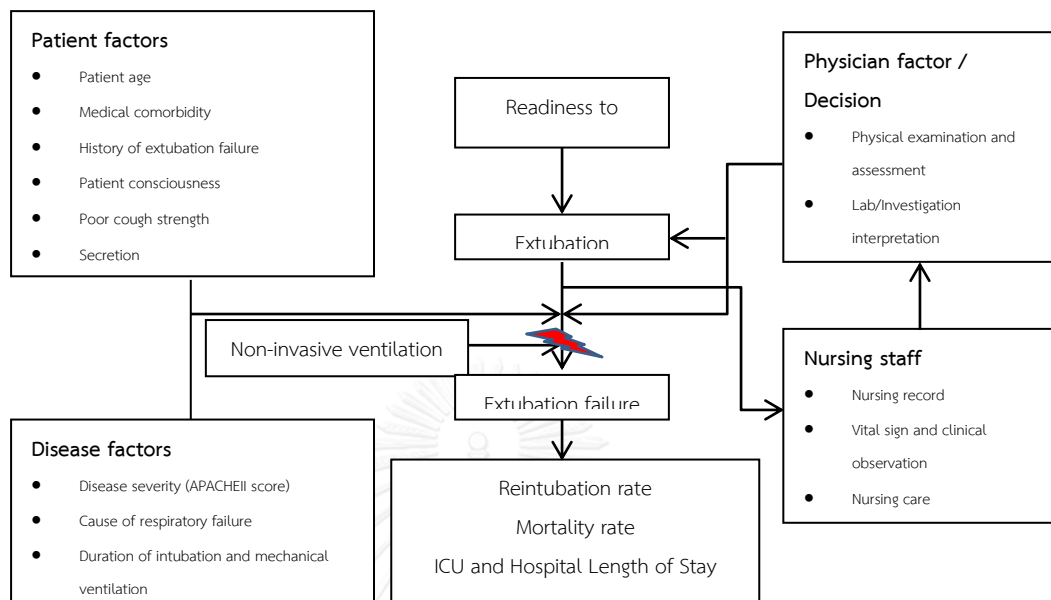 Patient factors
Patient age
Medical comorbidity
History of extubation failure
Patient consciousness
Poor cough strength
Secretion
Readiness to
Extubation
Physician factor /
Decision
Physical examination and
assessment
Lab/Investigation
interpretation
Non-invasive ventilation
Extubation failure
Nursing staff
Nursing record
Vital sign and clinical
observation
Nursing care
Disease factors
Disease severity (APACHEII score)
Cause of respiratory failure
Duration of intubation and mechanical
ventilation
Reintubation rate
Mortality rate
ICU and Hospital Length of Stay